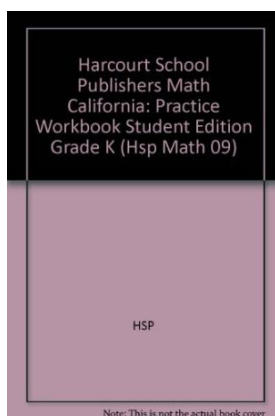 Harcourt School
Publishers Math
California: Practice
Workbook Student Edition
Grade K (Hsp Math 09)
HSP
Note: This is not the actual book cover